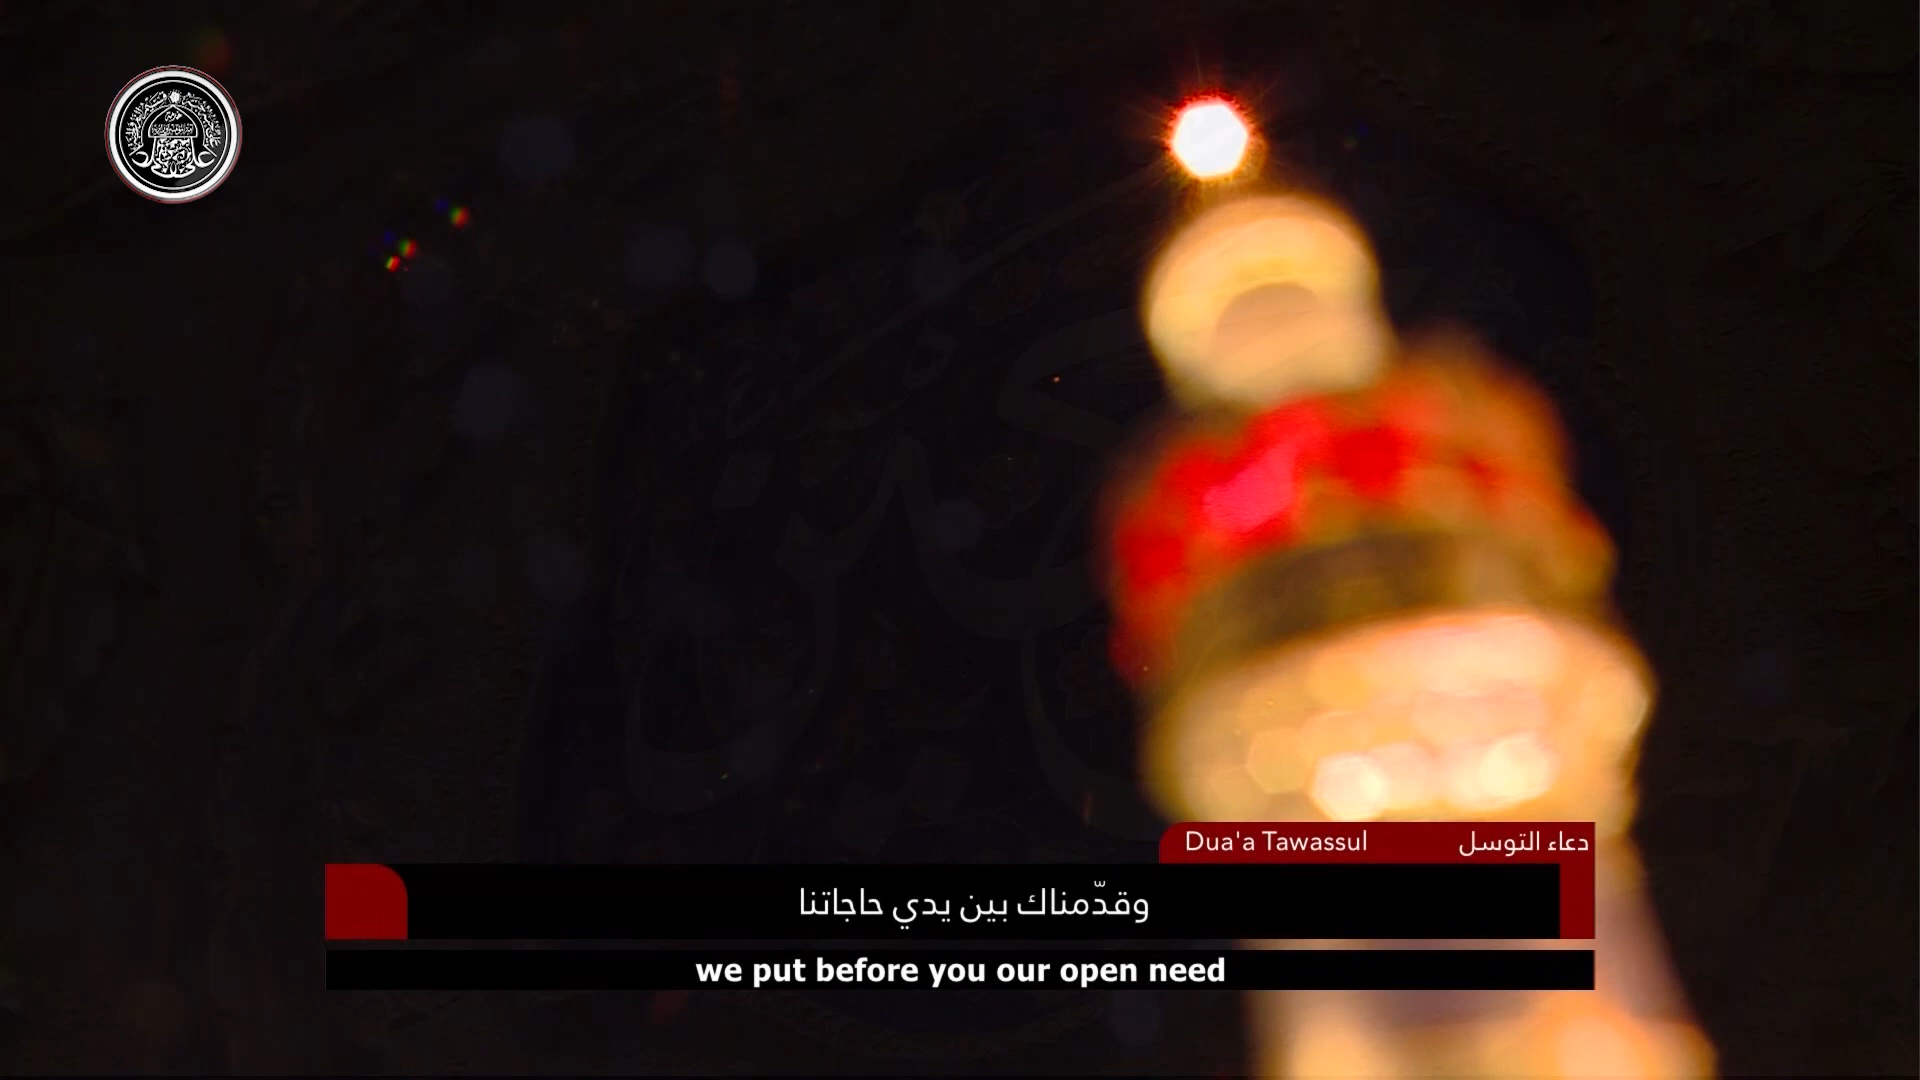 Dua'a Tawassul دعاء التوسل
وقدّمناك بين يدي حاجاتنا
we put before you our open need